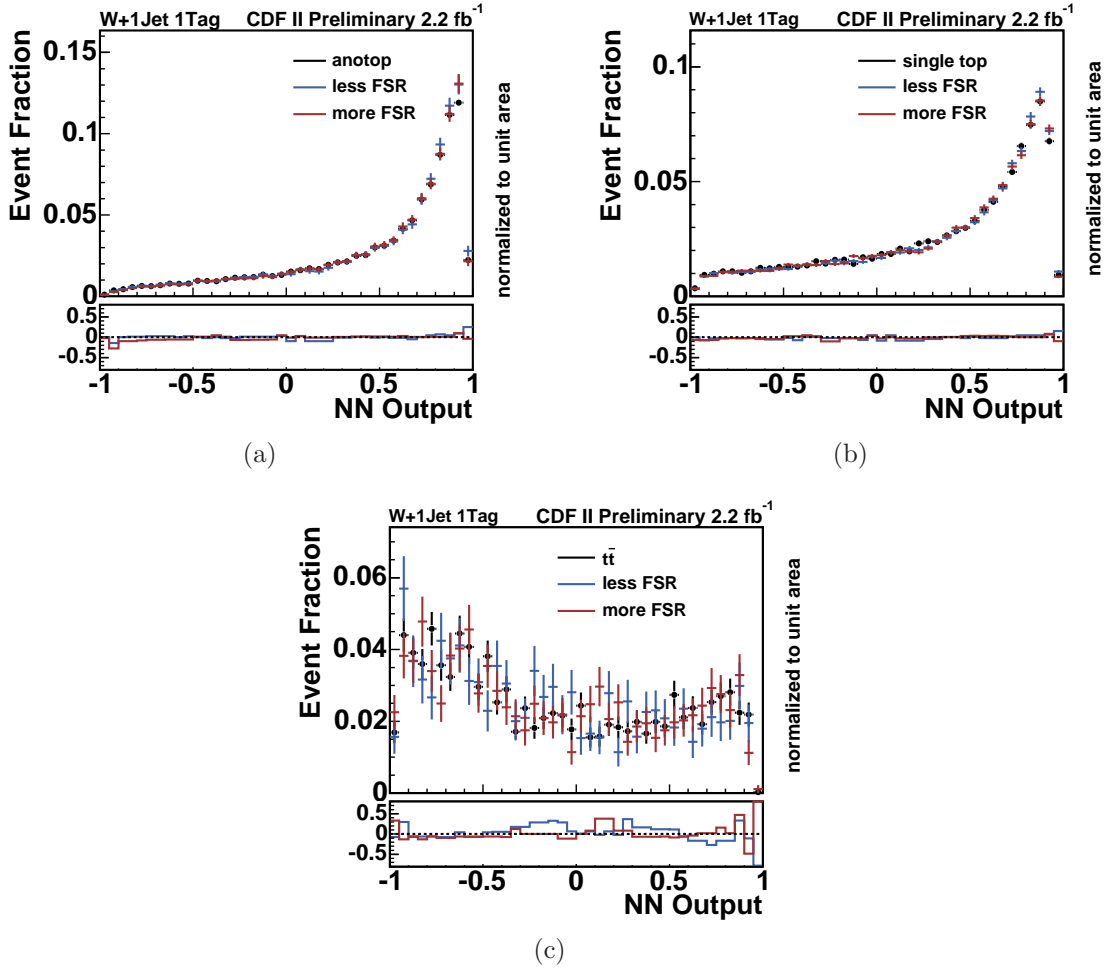 W+1Jet 1Tag CDF II Preliminary 2.2 fb-1
Event Fraction
0.15
0.1
0.05
0
anotop
less FSR
more FSR
normalized to unit area
0.5
0
-0.5
-1 -0.5 0 0.5 1
NN Output
(a)
W+1Jet 1Tag CDF II Preliminary 2.2 fb-1
Event Fraction
0.1
0.05
0
single top
less FSR
more FSR
normalized to unit area
0.5
0
-0.5
-1 -0.5 0 0.5 1
NN Output
(b)
W+1Jet 1Tag CDF II Preliminary 2.2 fb-1
Event Fraction
0.06
0.04
0.02
0
tt̄
less FSR
more FSR
normalized to unit area
0.5
0
-0.5
-1 -0.5 0 0.5 1
NN Output
(c)